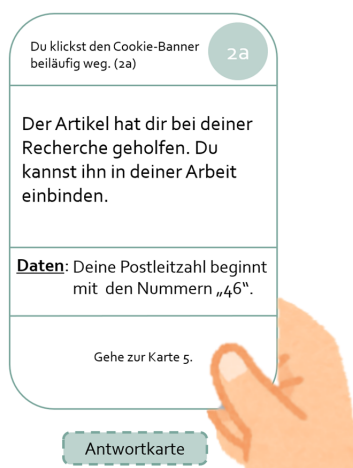 Du klickst den Cookie-Banner
beiläufig weg. (2a)
2a
Der Artikel hat dir bei deiner
Recherche geholfen. Du
kannst ihn in deiner Arbeit
einbinden.
Daten: Deine Postleitzahl beginnt
mit den Nummern „46“.
Gehe zur Karte 5.
Antwortkarte